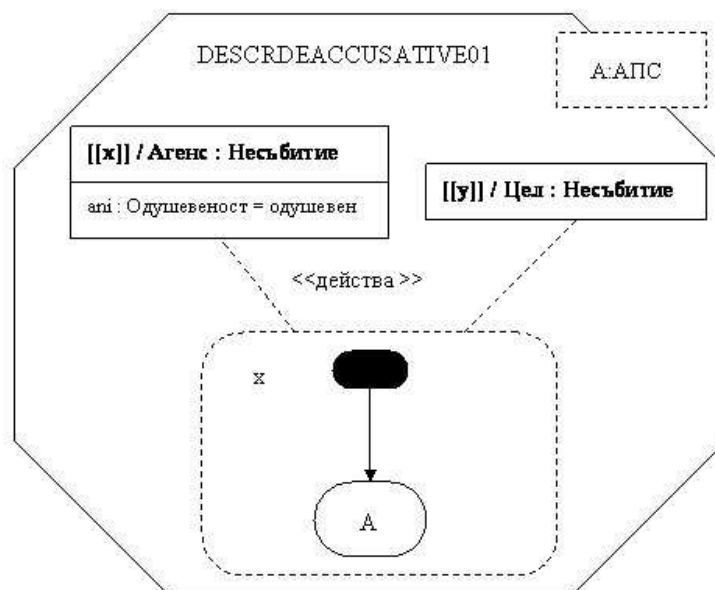 DESCRDEACCUSATIVE01
А:АПС
[[x]] / Агенс : Несъбитие
ani : Одушевеност = одушевен
[[y]] / Цел : Несъбитие
<<действа >>
x
A